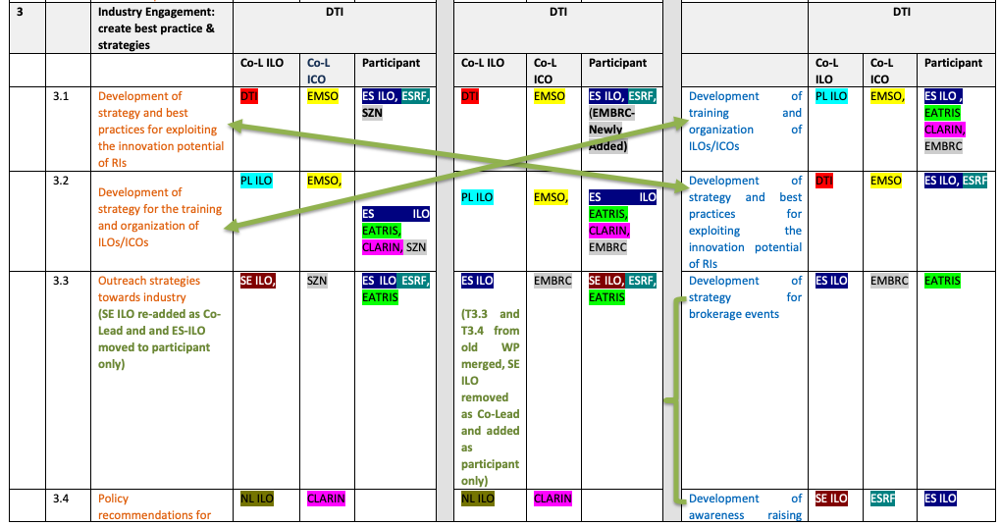 3
Industry Engagement:
create best practice &
strategies
DTI
DTI
DTI
Co-L ILO
Co-L
ICO
Participant
Co-L ILO
Co-L
ICO
Participant
Co-L
ILO
Co-L
ICO
Participant
3.1
Development of
strategy and best
practices for exploiting
the innovation potential
of RIs
DTI
EMSO
ES ILO, ESRF,
SZN
DTI
EMSO
ES ILO, ESRF,
(EMBRC-
Newly
Added)
Development of
training and
organization of
ILOs/ICOs
PL ILO
EMSO,
ES ILO ,
EATRIS
CLARIN,
EMBRC
3.2
Development of
strategy for the training
and organization of
ILOs/ICOs
PL ILO
EMSO,
ES ILO
EATRIS,
CLARIN, SZN
PL ILO
EMSO,
ES ILO
EATRIS,
CLARIN,
EMBRC
Development of
strategy and best
practices for
exploiting the
innovation potential
of RIs
DTI
EMSO
ES ILO, ESRF
3.3
Outreach strategies
towards industry
(SE ILO re-added as Co-
Lead and and ES-ILO
moved to participant
only)
SE ILO,
SZN
ES ILO ESRF,
EATRIS
ES ILO
(T3.3 and
T3.4 from
old WP
merged, SE
ILO
removed
as Co-Lead
and added
as
participant
only)
EMBRC
SE ILO, ESRF,
EATRIS
Development of
strategy for
brokerage events
ES ILO
EMBRC
EATRIS
3.4
Policy
recommendations for
NL ILO
CLARIN
NL ILO
CLARIN
Development of
awareness raising
SE ILO
ESRF
ES ILO